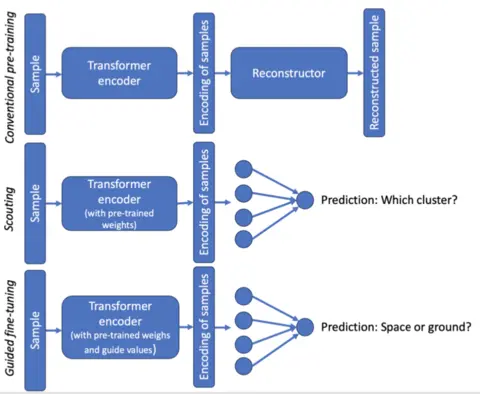 Conventional pre-training
Sample
Transformer
encoder
Encoding of samples
Reconstructor
Reconstructed sample
Scouting
Sample
Transformer
encoder
(with pre-trained
weights)
Encoding of samples
Prediction: Which cluster?
Guided fine-tuning
Sample
Transformer
encoder
(with pre-trained weighs
and guide values)
Encoding of samples
Prediction: Space or ground?